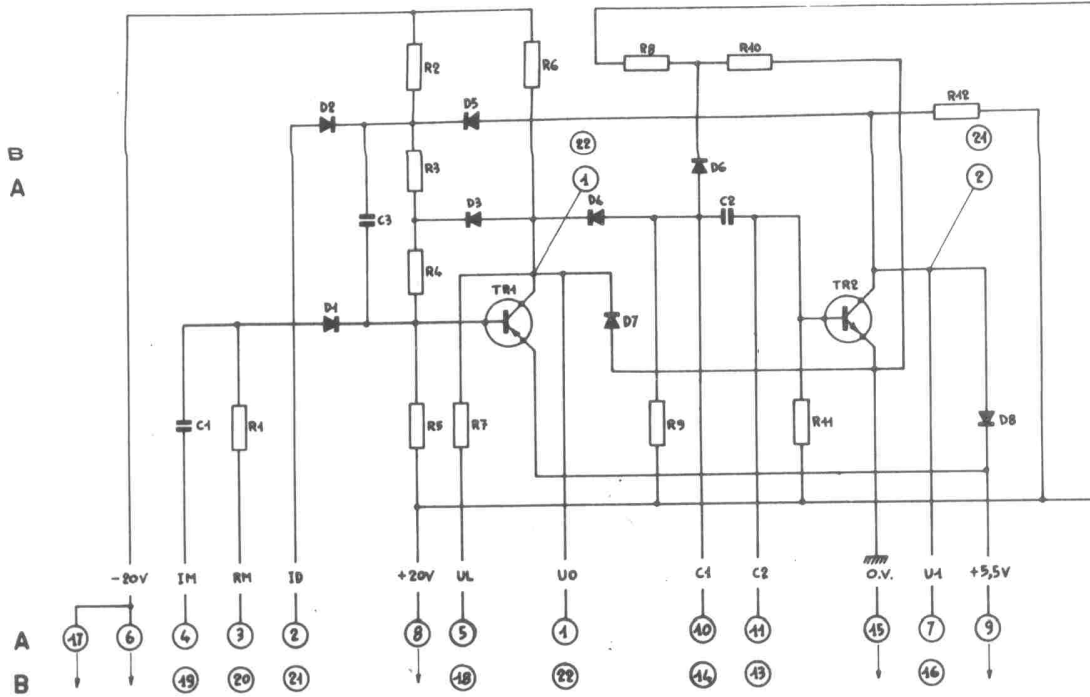 R8 R10
R2 R6
D2 D5 R12
22 21
B
R3 D6
A
1 2
D3 D4 C2
C3
R4
TR1 TR2
D1 D7
C1 R1 R5 R7 R9 R11 D8
-20V IM RM ID +20V UL U0 C1 C2 O.V. U1 +5,5V
A 17 6 4 3 2 8 5 1 10 11 15 7 9
B 19 20 21 18 22 14 13 16